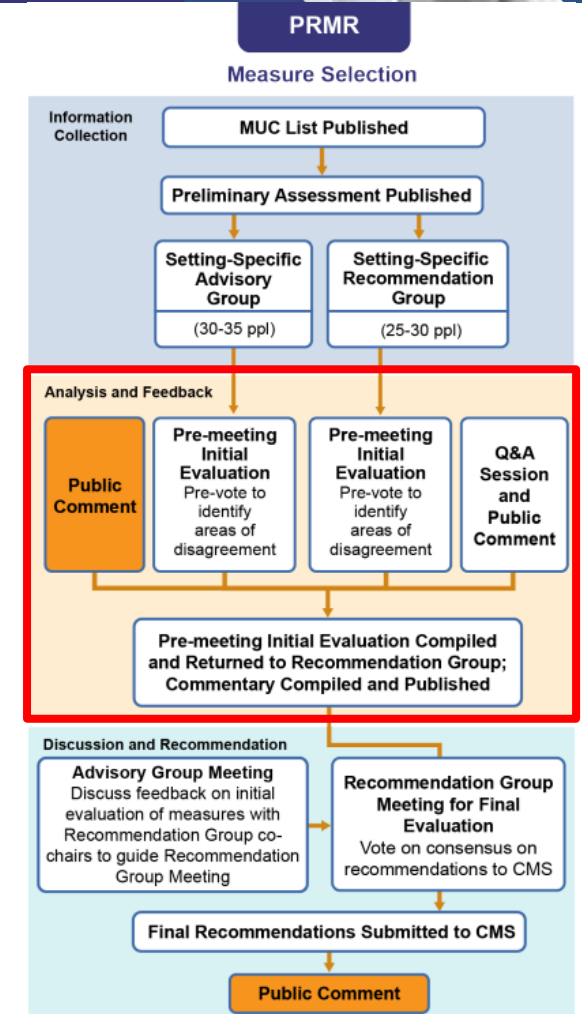 PRMR
Measure Selection
Information
Collection
MUC List Published
Preliminary Assessment Published
Setting-Specific
Advisory
Group
(30-35 ppl)
Setting-Specific
Recommendation
Group
(25-30 ppl)
Analysis and Feedback
Public
Comment
Pre-meeting
Initial
Evaluation
Pre-vote to
identify
areas of
disagreement
Pre-meeting
Initial
Evaluation
Pre-vote to
identify
areas of
disagreement
Q&A
Session
and
Public
Comment
Pre-meeting Initial Evaluation Compiled
and Returned to Recommendation Group;
Commentary Compiled and Published
Discussion and Recommendation
Advisory Group Meeting
Discuss feedback on initial
evaluation of measures with
Recommendation Group co-
chairs to guide Recommendation
Group Meeting
Recommendation Group
Meeting for Final
Evaluation
Vote on consensus on
recommendations to CMS
Final Recommendations Submitted to CMS
Public Comment